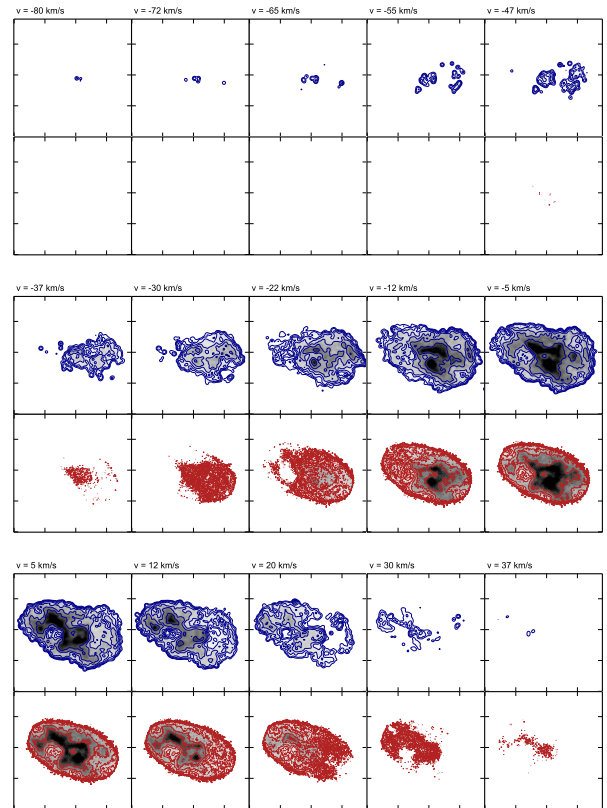 v = -80 km/s v = -72 km/s v = -65 km/s v = -55 km/s v = -47 km/s
v = -37 km/s v = -30 km/s v = -22 km/s v = -12 km/s v = -5 km/s
v = 5 km/s v = 12 km/s v = 20 km/s v = 30 km/s v = 37 km/s